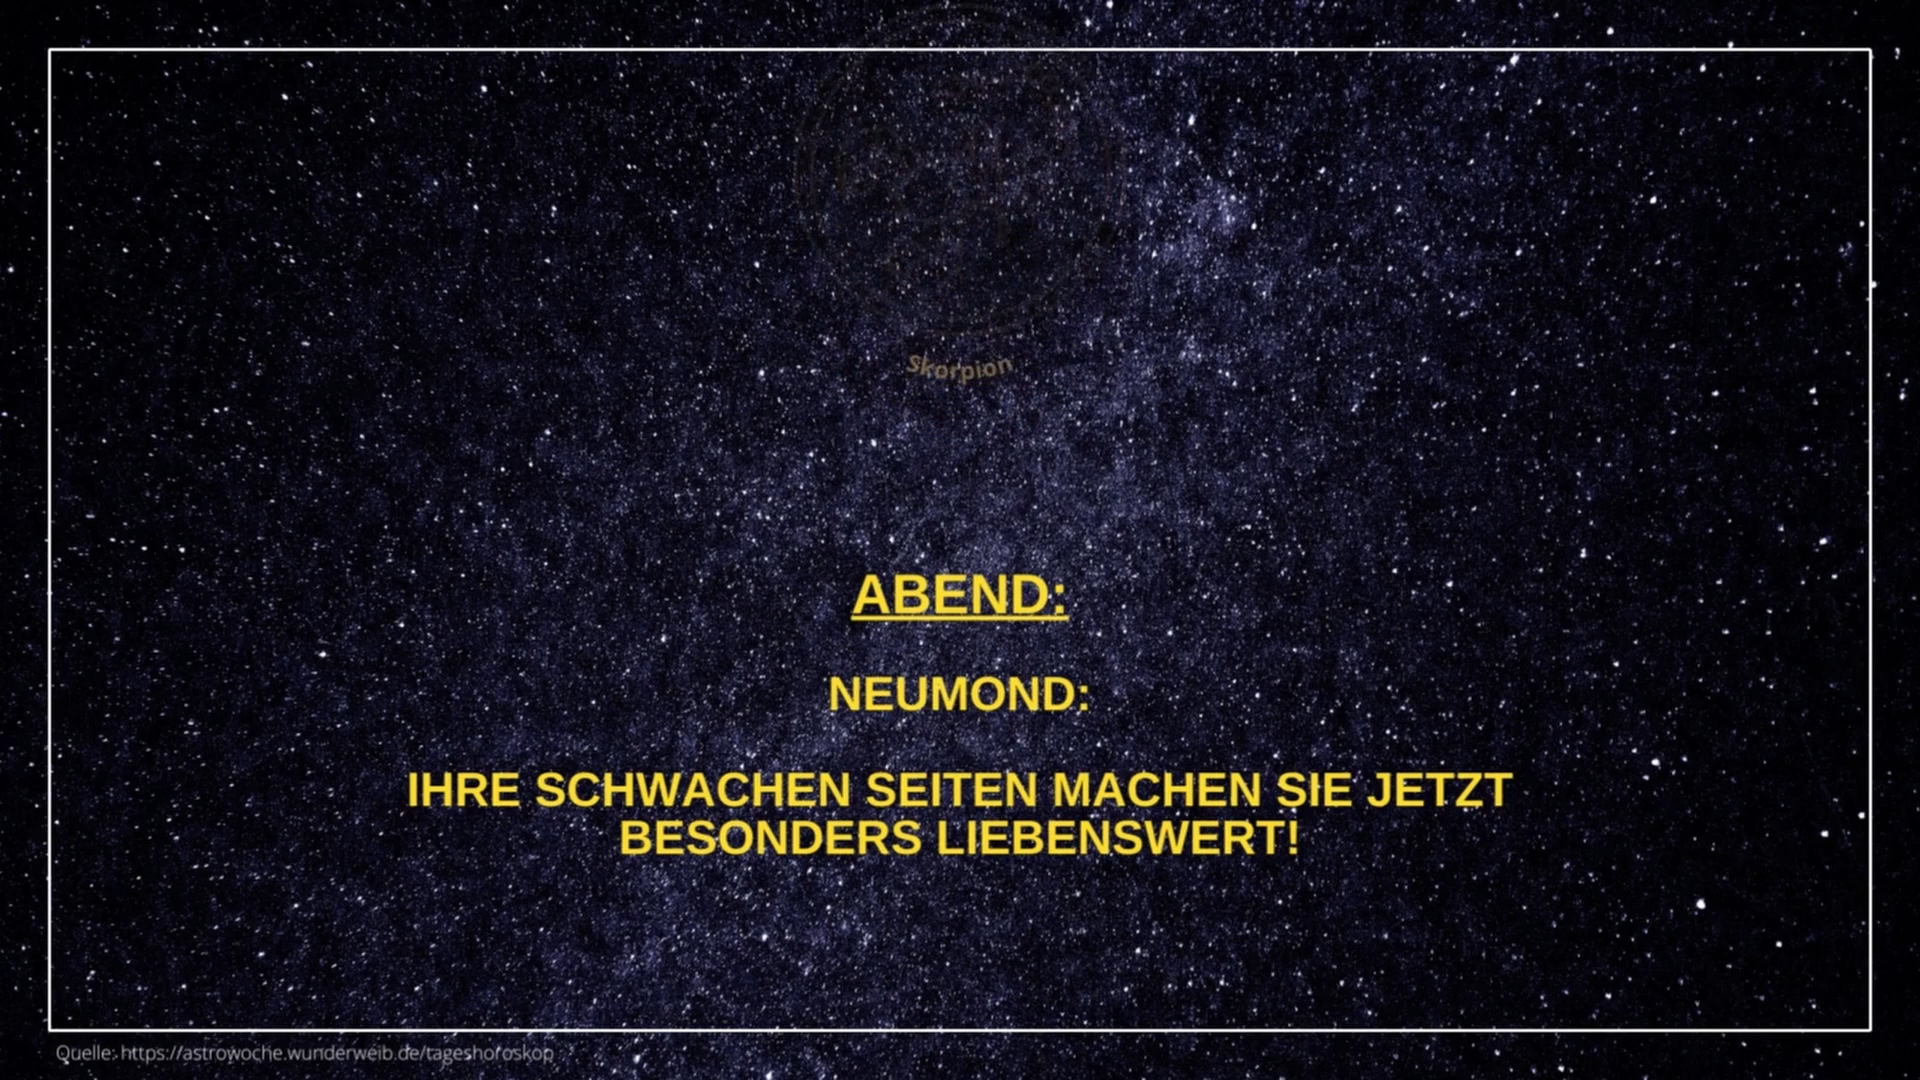 Skorpion
ABEND:
NEUMOND:
IHRE SCHWACHEN SEITEN MACHEN SIE JETZT
BESONDERS LIEBENSWERT!
Quelle: https://astrowoche.wunderweib.de/tageshoroskop